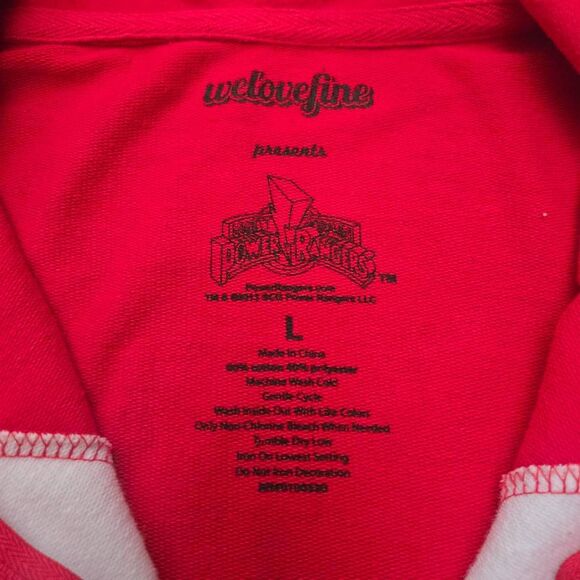 welovefine
presents
POWER RANGERS TM
PowerRangers.com
TM & ©2013 SCG Power Rangers LLC
L
Made In China
60% cotton 40% polyester
Machine Wash Cold
Gentle Cycle
Wash Inside Out With Like Colors
Only Non-Chlorine Bleach When Needed
Tumble Dry Low
Iron On Lowest Setting
Do Not Iron Decoration